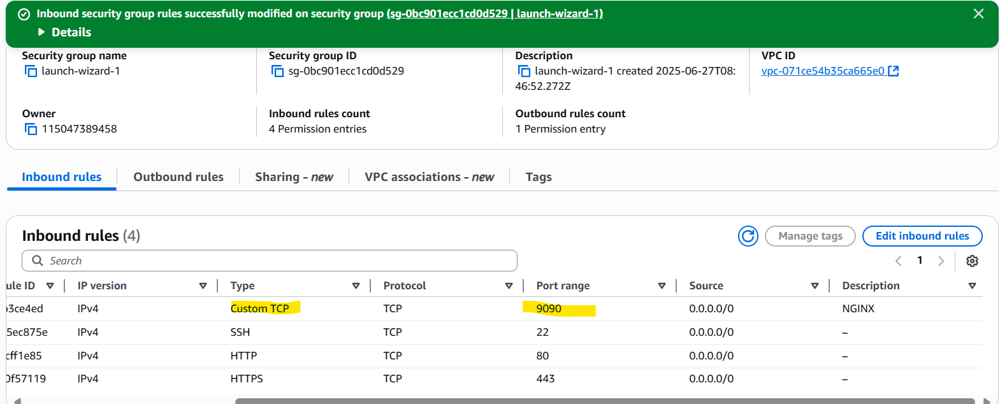 Inbound security group rules successfully modified on security group (sg-0bc901ecc1cd0d529 | launch-wizard-1)
Details
Security group name
launch-wizard-1
Security group ID
sg-0bc901ecc1cd0d529
Description
launch-wizard-1 created 2025-06-27T08:
46:52.272Z
VPC ID
vpc-071ce54b35ca665e0
Owner
115047389458
Inbound rules count
4 Permission entries
Outbound rules count
1 Permission entry
Inbound rules Outbound rules Sharing - new VPC associations - new Tags
Inbound rules (4)
Manage tags Edit inbound rules
Search
1
ule ID IP version Type Protocol Port range Source Description
3ce4ed IPv4 Custom TCP TCP 9090 0.0.0.0/0 NGINX
5ec875e IPv4 SSH TCP 22 0.0.0.0/0 –
cff1e85 IPv4 HTTP TCP 80 0.0.0.0/0 –
0f57119 IPv4 HTTPS TCP 443 0.0.0.0/0 –